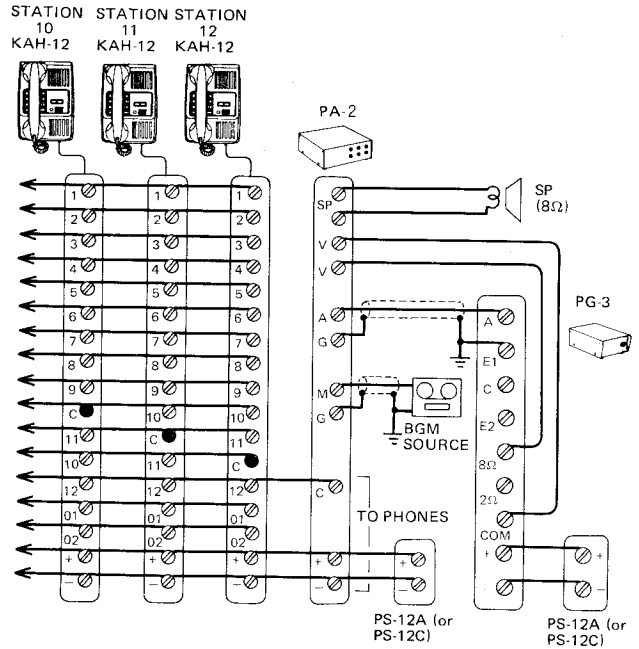 STATION
10
KAH-12
STATION
11
KAH-12
STATION
12
KAH-12
1
2
3
4
5
6
7
8
9
C
11
10
12
01
02
+
−
1
2
3
4
5
6
7
8
9
10
C
11
12
01
02
+
−
1
2
3
4
5
6
7
8
9
10
11
C
12
01
02
+
−
PA-2
SP
V
V
A
G
M
G
C
+
−
SP
(8Ω)
BGM
SOURCE
TO PHONES
+
−
PS-12A (or
PS-12C)
PG-3
A
E1
C
E2
8Ω
2Ω
COM
+
-
+
−
PS-12A (or
PS-12C)